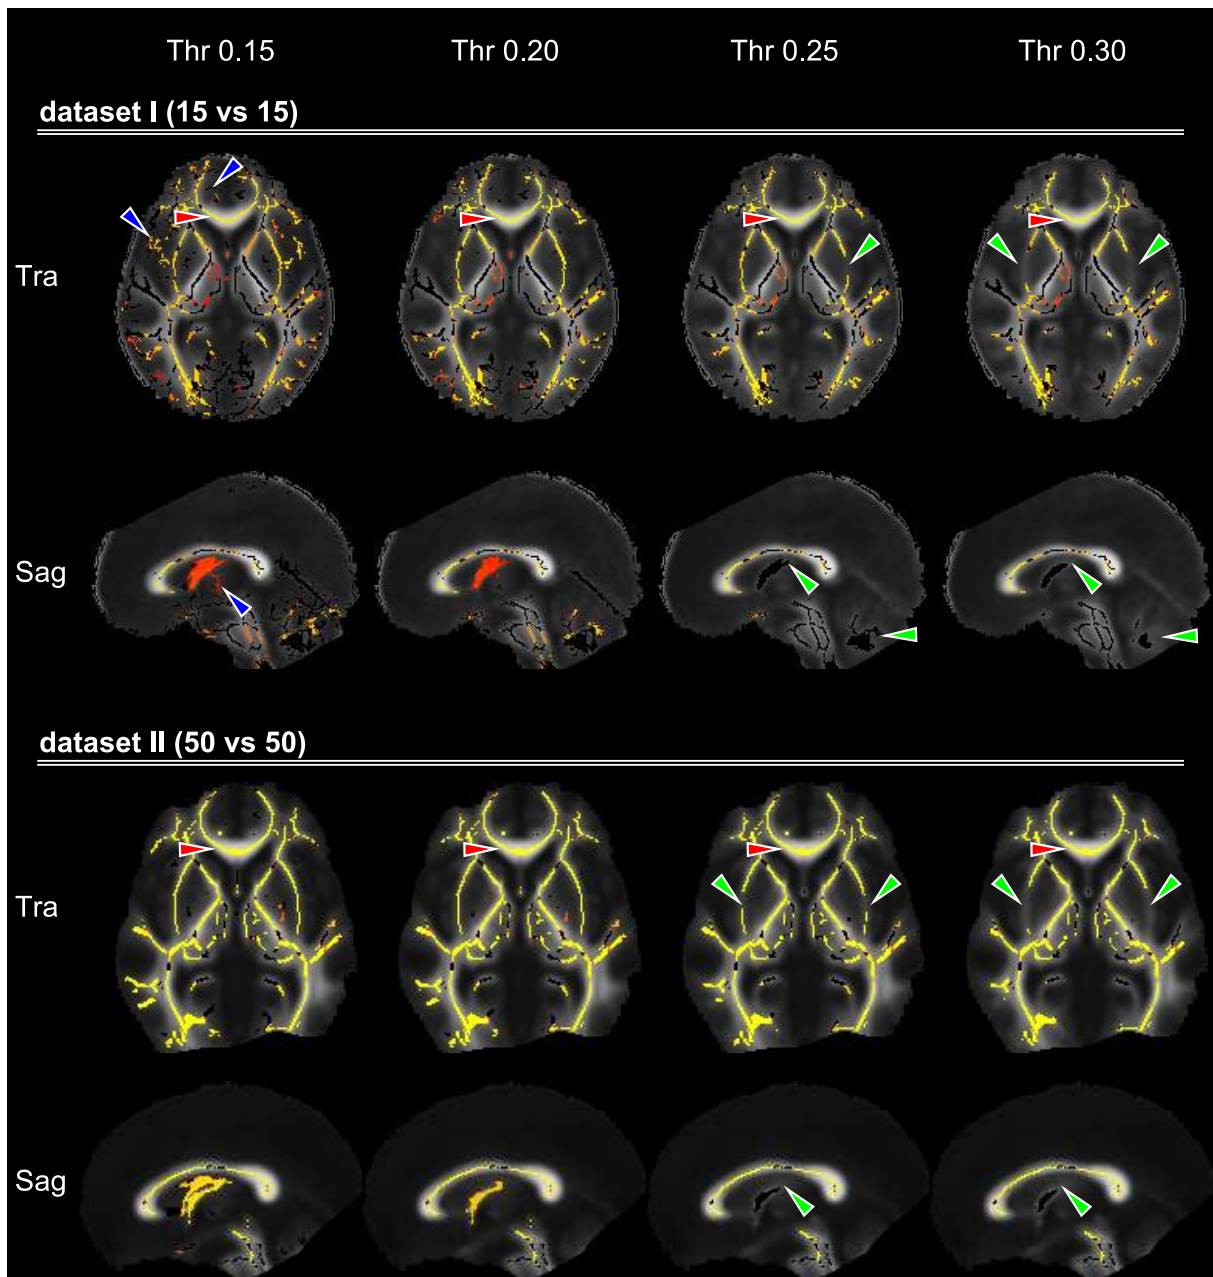 Thr 0.15 Thr 0.20 Thr 0.25 Thr 0.30
dataset I (15 vs 15)
Tra
Sag
dataset II (50 vs 50)
Tra
Sag